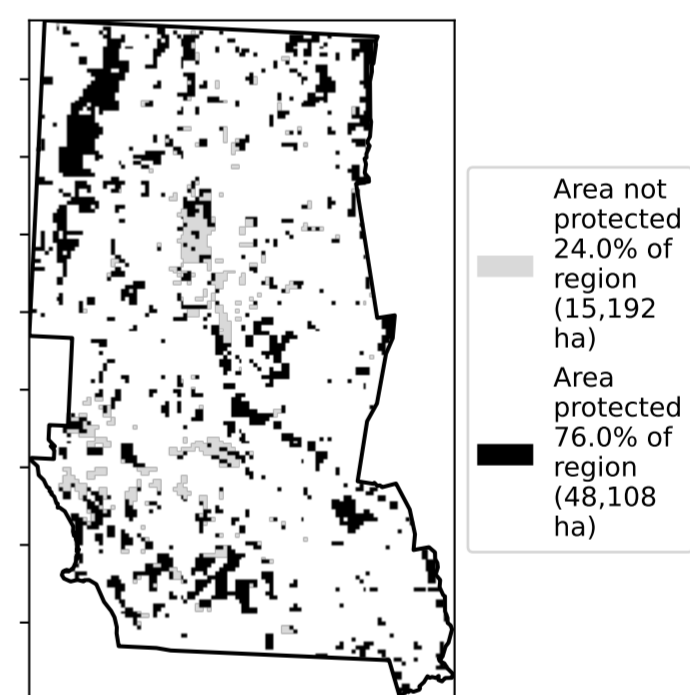 Area not
protected
24.0% of
region
(15,192
ha)
Area
protected
76.0% of
region
(48,108
ha)